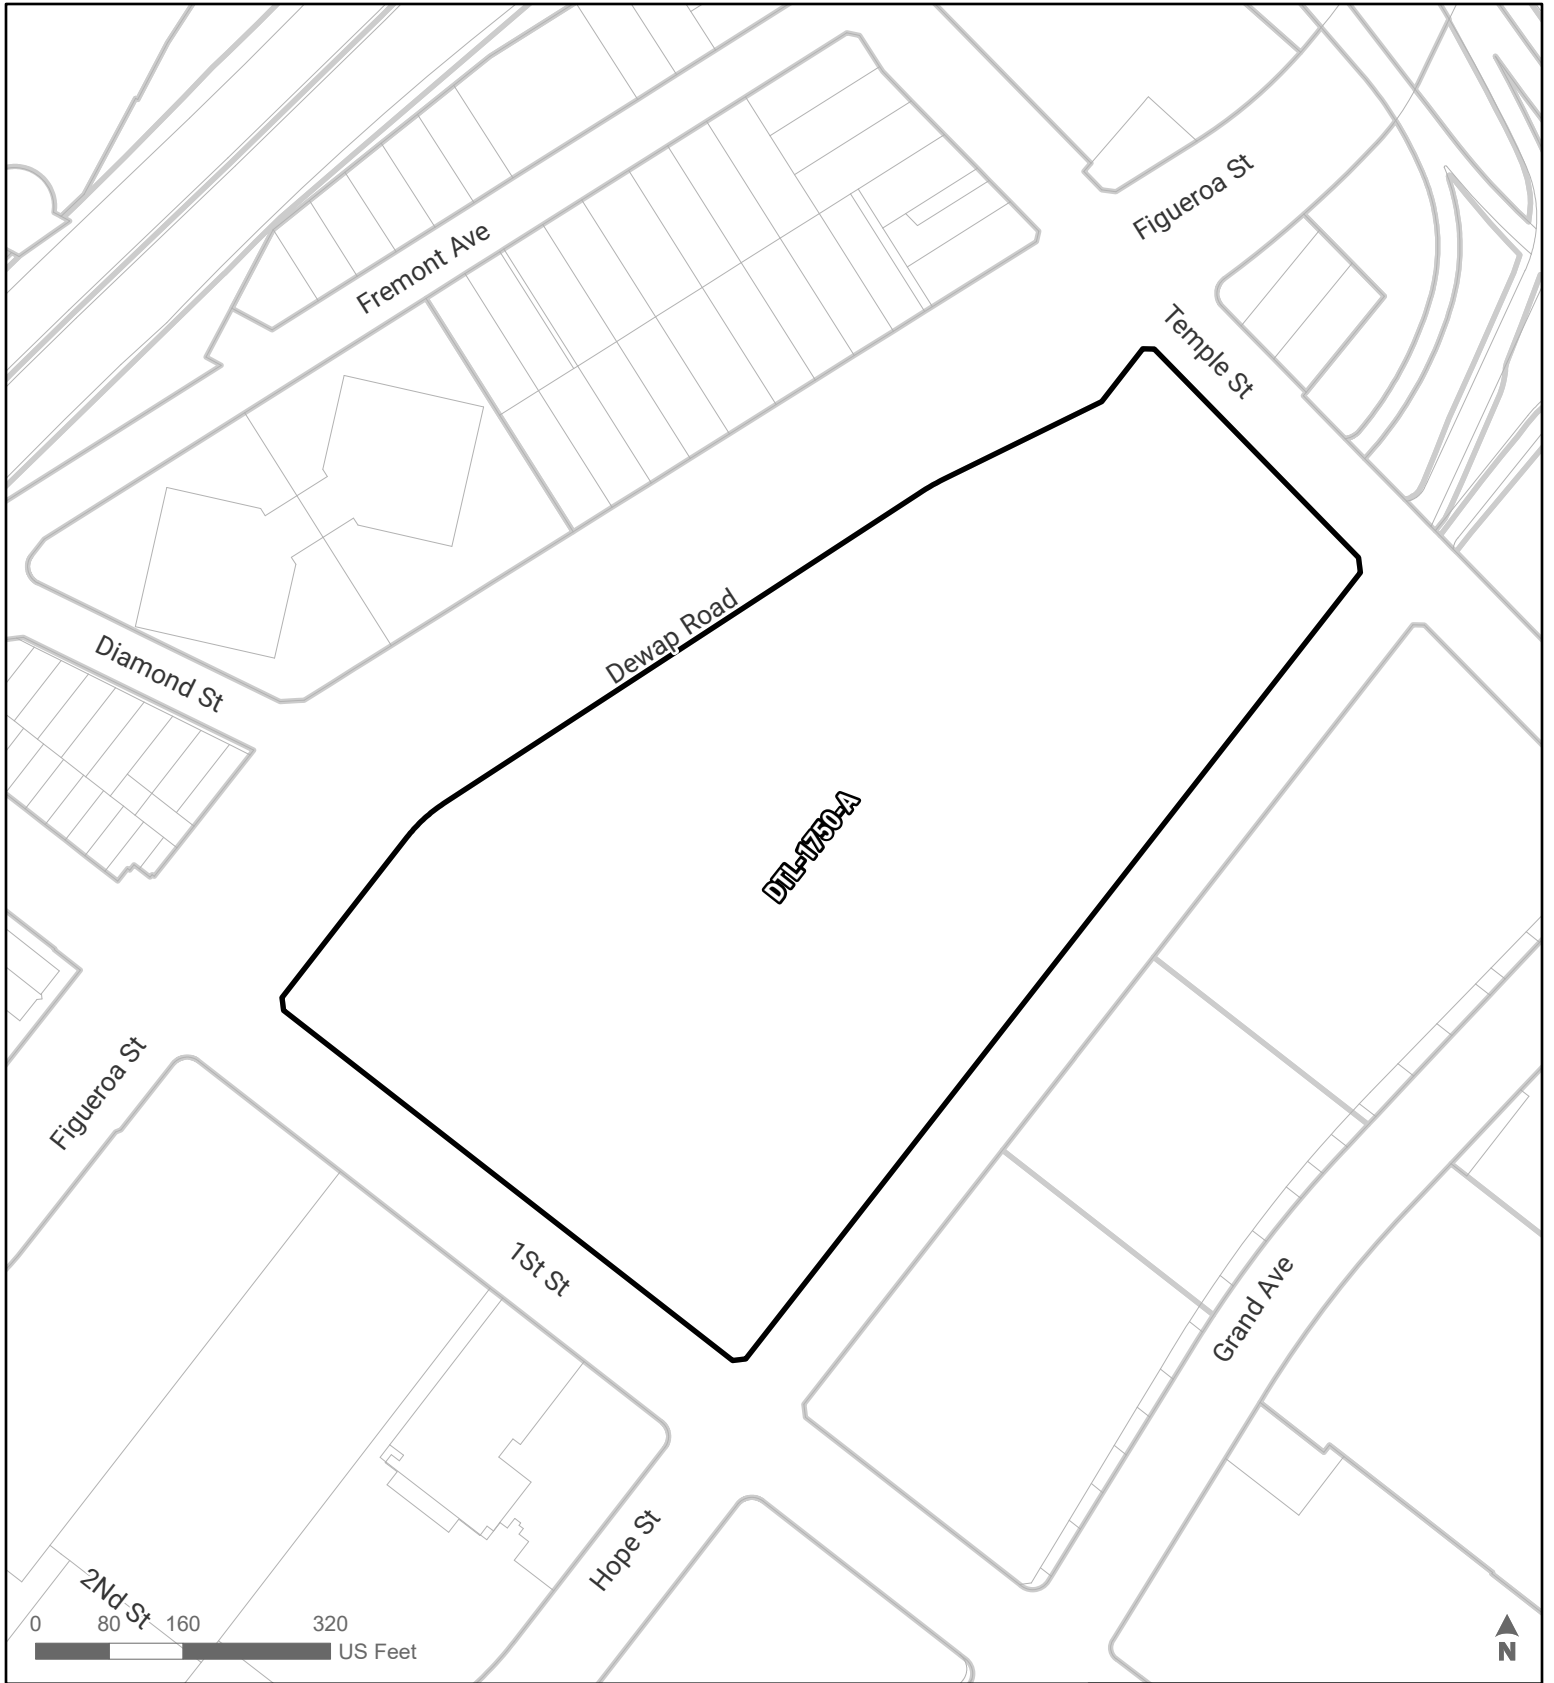 Figueroa St
Fremont Ave
Temple St
Dewap Road
Diamond St
DTL-1750-A
Figueroa St
1St St
Grand Ave
Hope St
2Nd St
0 80 160 320
US Feet
N